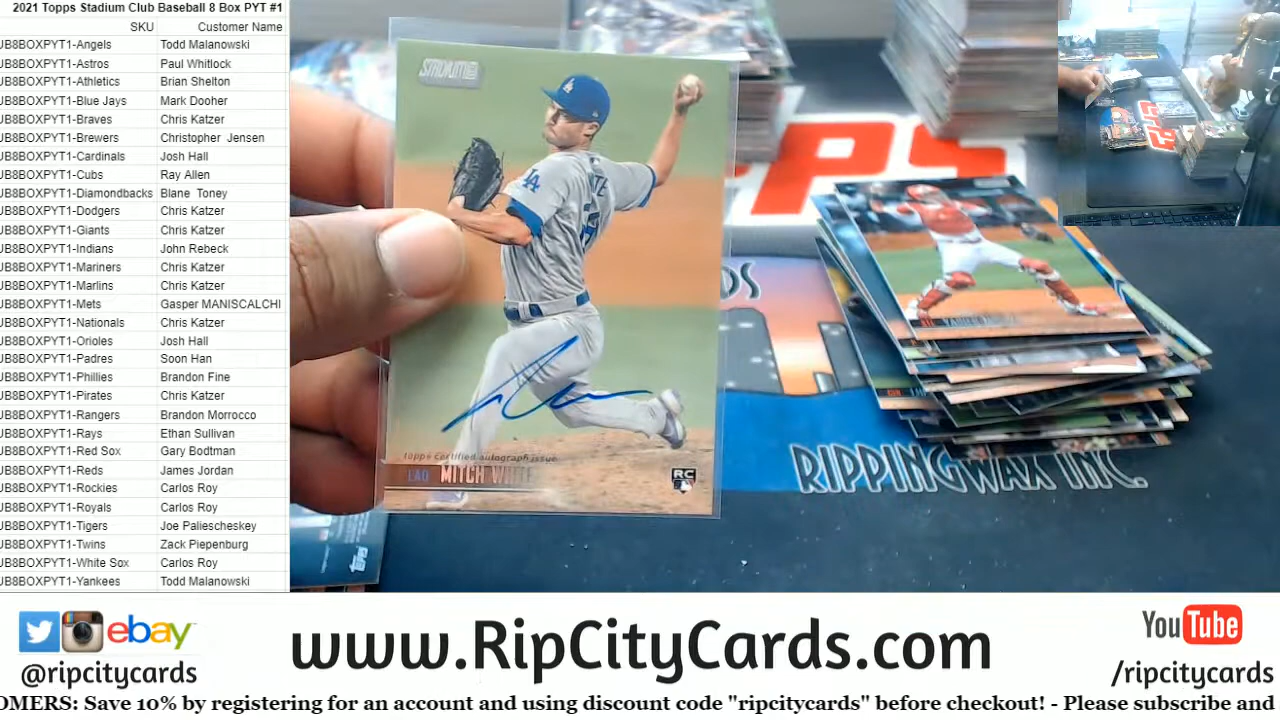 2021 Topps Stadium Club Baseball 8 Box PYT #1
SKU Customer Name
JB8BOXPYT1-Angels Todd Malanowski
JB8BOXPYT1-Astros Paul Whitlock
JB8BOXPYT1-Athletics Brian Shelton
JB8BOXPYT1-Blue Jays Mark Dooher
JB8BOXPYT1-Braves Chris Katzer
JB8BOXPYT1-Brewers Christopher Jensen
JB8BOXPYT1-Cardinals Josh Hall
JB8BOXPYT1-Cubs Ray Allen
JB8BOXPYT1-Diamondbacks Blane Toney
JB8BOXPYT1-Dodgers Chris Katzer
JB8BOXPYT1-Giants Chris Katzer
JB8BOXPYT1-Indians John Rebeck
JB8BOXPYT1-Mariners Chris Katzer
JB8BOXPYT1-Marlins Chris Katzer
JB8BOXPYT1-Mets Gasper MANISCALCHI
JB8BOXPYT1-Nationals Chris Katzer
JB8BOXPYT1-Orioles Josh Hall
JB8BOXPYT1-Padres Soon Han
JB8BOXPYT1-Phillies Brandon Fine
JB8BOXPYT1-Pirates Chris Katzer
JB8BOXPYT1-Rangers Brandon Morrocco
JB8BOXPYT1-Rays Ethan Sullivan
JB8BOXPYT1-Red Sox Gary Bodtman
JB8BOXPYT1-Reds James Jordan
JB8BOXPYT1-Rockies Carlos Roy
JB8BOXPYT1-Royals Carlos Roy
JB8BOXPYT1-Tigers Joe Paliescheskey
JB8BOXPYT1-Twins Zack Piepenburg
JB8BOXPYT1-White Sox Carlos Roy
JB8BOXPYT1-Yankees Todd Malanowski
STADIUM
LA
Topps certified autograph issue
LAD MITCH WHITE
RC
TOPPS
RIPPINGWAX INC.
ebay
@ripcitycards
www.RipCityCards.com
YouTube
/ripcitycards
OMERS: Save 10% by registering for an account and using discount code "ripcitycards" before checkout! - Please subscribe and